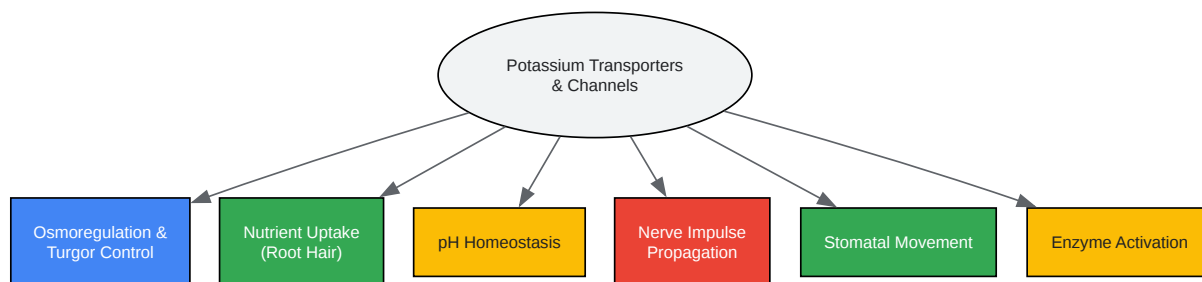 Potassium Transporters
& Channels
Osmoregulation &
Turgor Control
Nutrient Uptake
(Root Hair)
pH Homeostasis
Nerve Impulse
Propagation
Stomatal Movement
Enzyme Activation